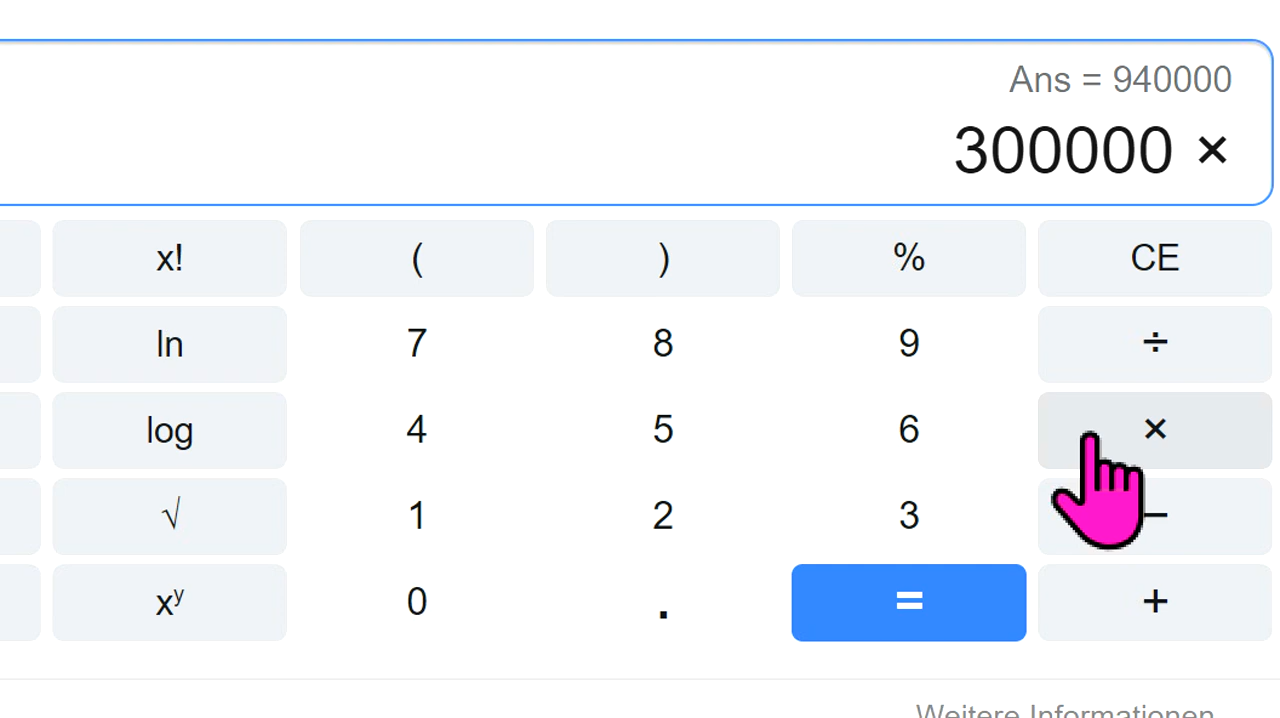 Ans = 940000
300000 ×
x! ( ) % CE
ln 7 8 9 ÷
log 4 5 6 ×
√ 1 2 3 −
xʸ 0 . = +
Weitere Informationen